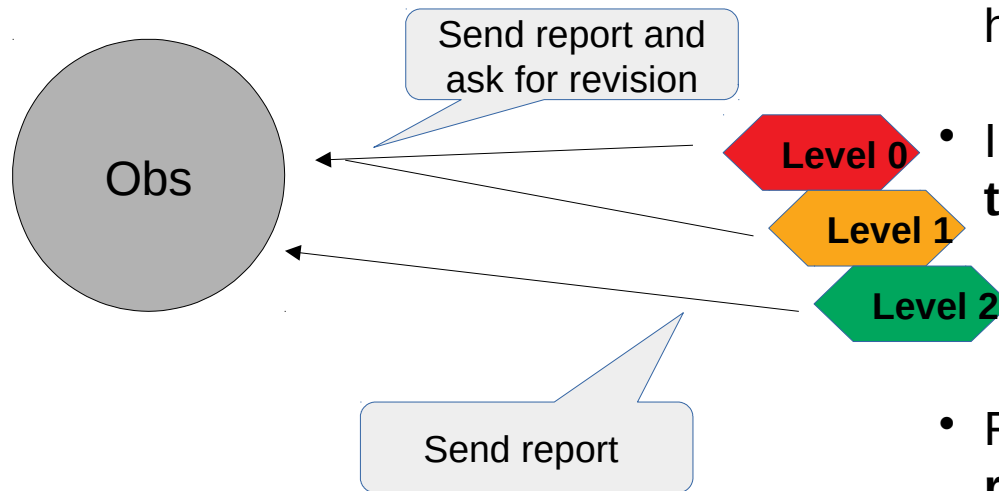 Send report and
ask for revision
Obs
Level 0
Level 1
Level 2
Send report